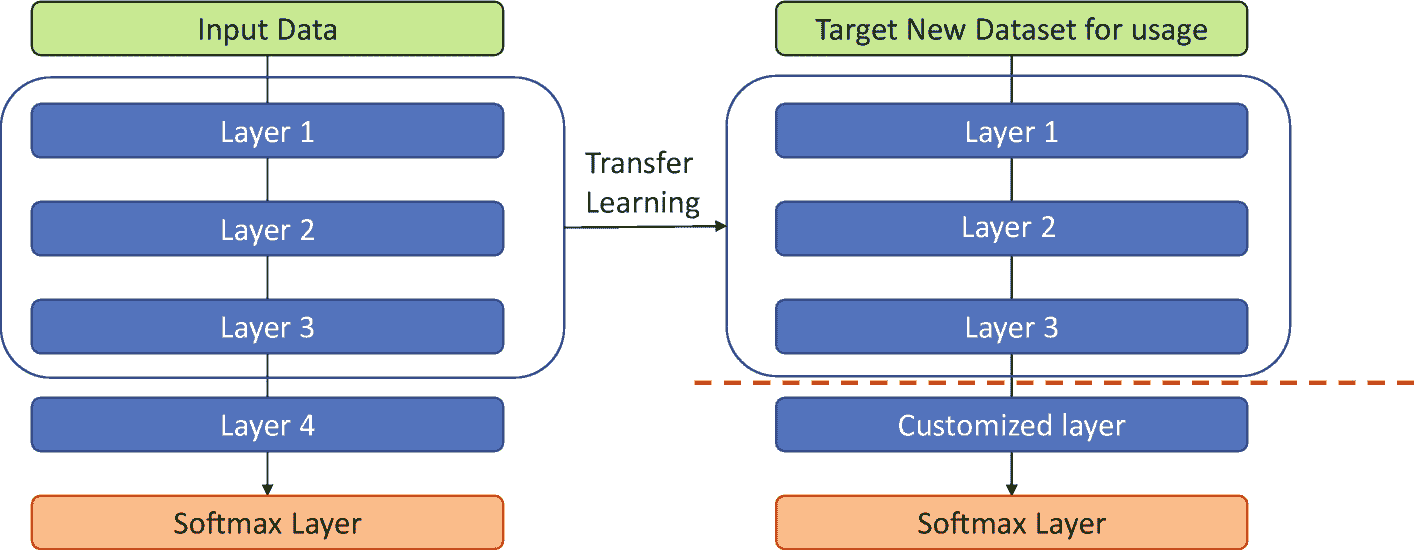 Input Data
Layer 1
Layer 2
Layer 3
Layer 4
Softmax Layer
Transfer
Learning
Target New Dataset for usage
Layer 1
Layer 2
Layer 3
Customized layer
Softmax Layer